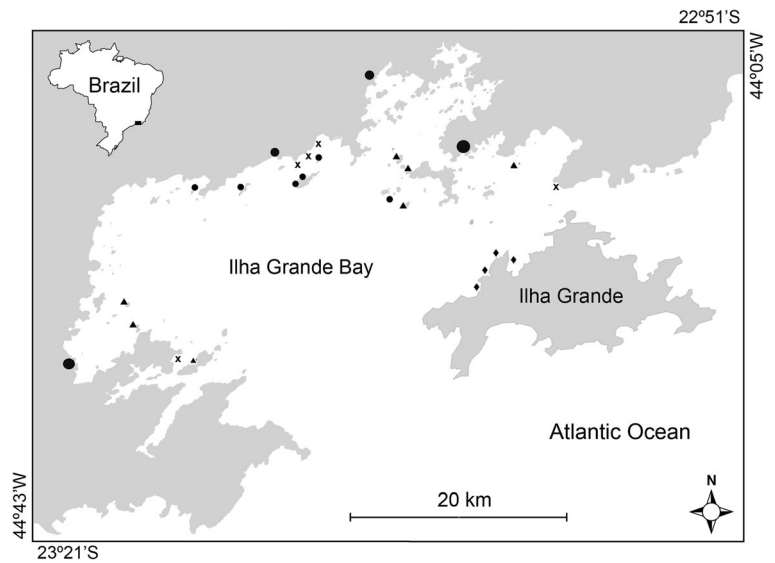 22º51'S
44º05'W
Brazil
Ilha Grande Bay
Ilha Grande
Atlantic Ocean
20 km
N
44º43'W
23º21'S